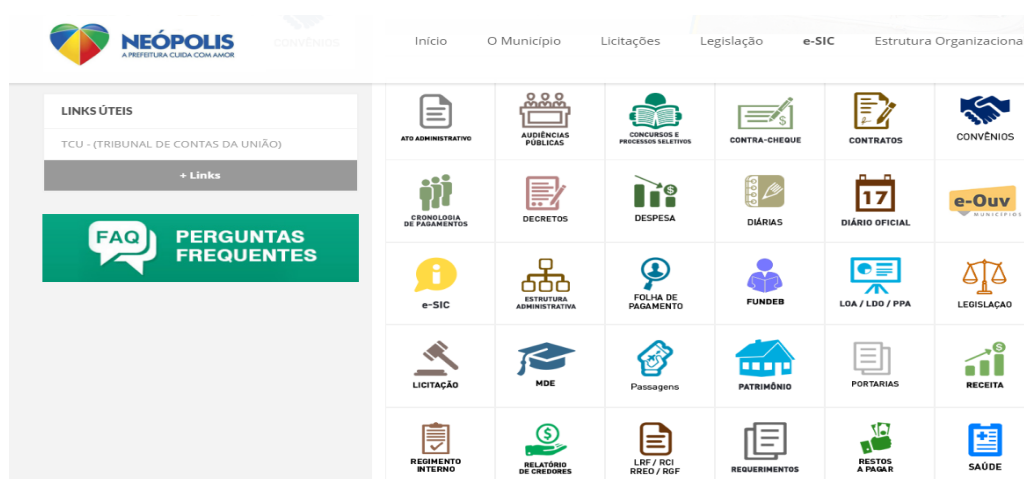 NEÓPOLIS
A PREFEITURA CUIDA COM AMOR
CONVÊNIOS
Início O Município Licitações Legislação e-SIC Estrutura Organizaciona
LINKS ÚTEIS
TCU - (TRIBUNAL DE CONTAS DA UNIÃO)
+ Links
FAQ
PERGUNTAS
FREQUENTES
ATO ADMINISTRATIVO
AUDIÊNCIAS
PÚBLICAS
CONCURSOS E
PROCESSOS SELETIVOS
CONTRA-CHEQUE
CONTRATOS
CONVÊNIOS
CRONOLOGIA
DE PAGAMENTOS
DECRETOS
DESPESA
DIÁRIAS
17
DIÁRIO OFICIAL
e-Ouv
MUNICÍPIOS
e-SIC
ESTRUTURA
ADMINISTRATIVA
FOLHA DE
PAGAMENTO
FUNDEB
LOA / LDO / PPA
LEGISLAÇAO
LICITAÇÃO
MDE
Passagens
PATRIMÔNIO
PORTARIAS
RECEITA
REGIMENTO
INTERNO
RELATÓRIO
DE CREDORES
LRF / RCI
RREO / RGF
REQUERIMENTOS
RESTOS
A PAGAR
SAÚDE